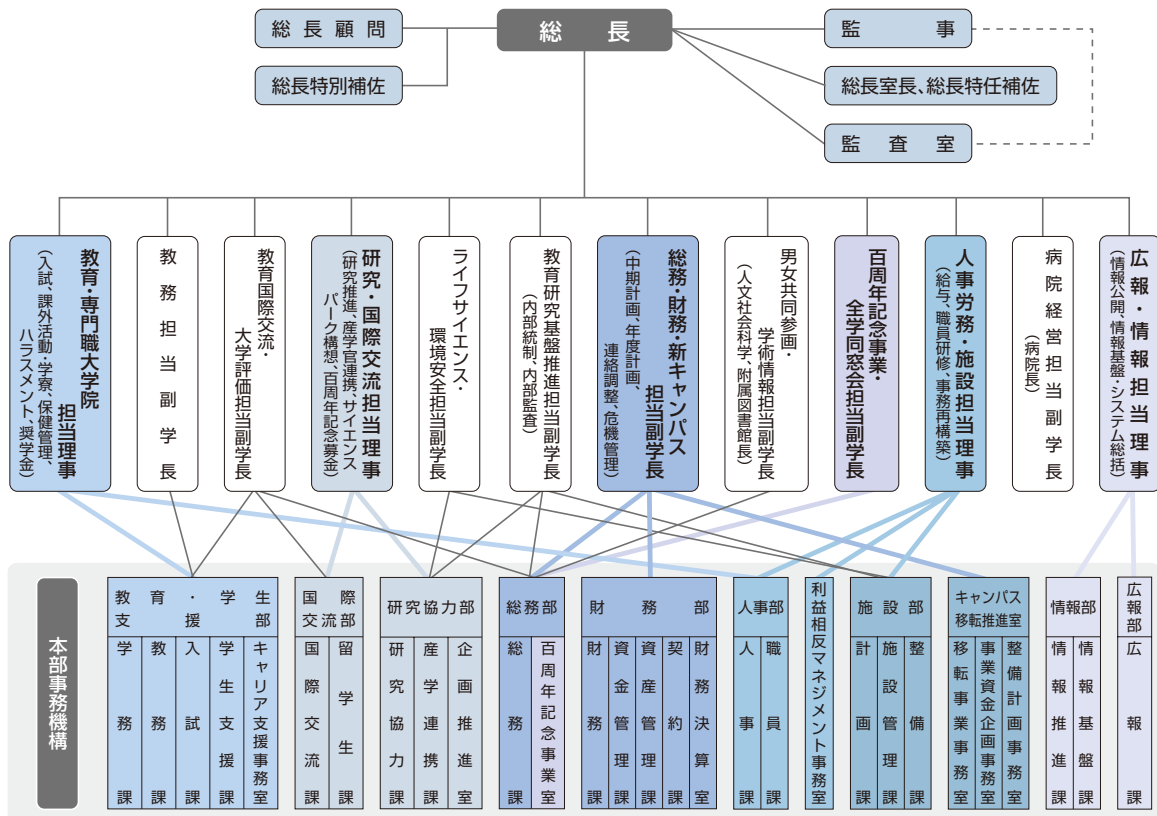 総長
総長顧問
総長特別補佐
監事
総長室長、総長特任補佐
監査室
教育・専門職大学院
担当理事
（入試、課外活動・学寮、保健管理、
ハラスメント、奨学金）
教務担当副学長
教育国際交流・
大学評価担当副学長
研究・国際交流担当理事
（研究推進、産学官連携、サイエンス
パーク構想、百周年記念募金）
ライフサイエンス・
環境安全担当副学長
教育研究基盤推進担当副学長
（内部統制、内部監査）
総務・財務・新キャンパス
担当副学長
（中期計画、年度計画、
連絡調整、危機管理）
男女共同参画・
学術情報担当副学長
（人文社会科学、附属図書館長）
百周年記念事業・
全学同窓会担当副学長
人事労務・施設担当理事
（給与、職員研修、事務再構築）
病院経営担当副学長
（病院長）
広報・情報担当理事
（情報公開、情報基盤・システム総括）
本部事務機構
教育・学生
支援部
学務課
教務課
入試課
学生支援課
キャリア支援事務室
国際
交流部
国際交流課
留学生課
研究協力部
研究協力課
産学連携課
企画推進室
総務部
総務課
百周年記念事業室
財務部
財務課
資金管理課
資産管理課
契約課
財務決算室
人事部
人事課
職員課
利益相反マネジメント事務室
施設部
計画課
施設管理課
整備課
キャンパス
移転推進室
移転事業事務室
事業資金企画事務室
整備計画事務室
情報部
情報推進課
情報基盤課
広報部
広報課